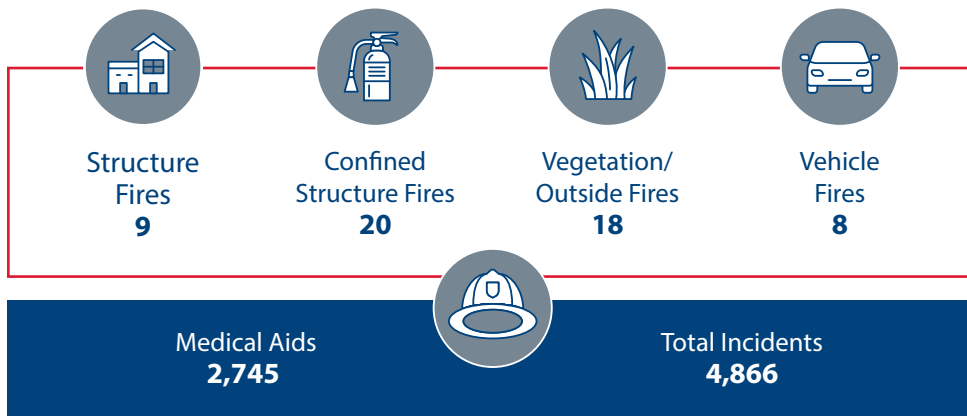 Structure
Fires
9
Confined
Structure Fires
20
Vegetation/
Outside Fires
18
Vehicle
Fires
8
Medical Aids
2,745
Total Incidents
4,866